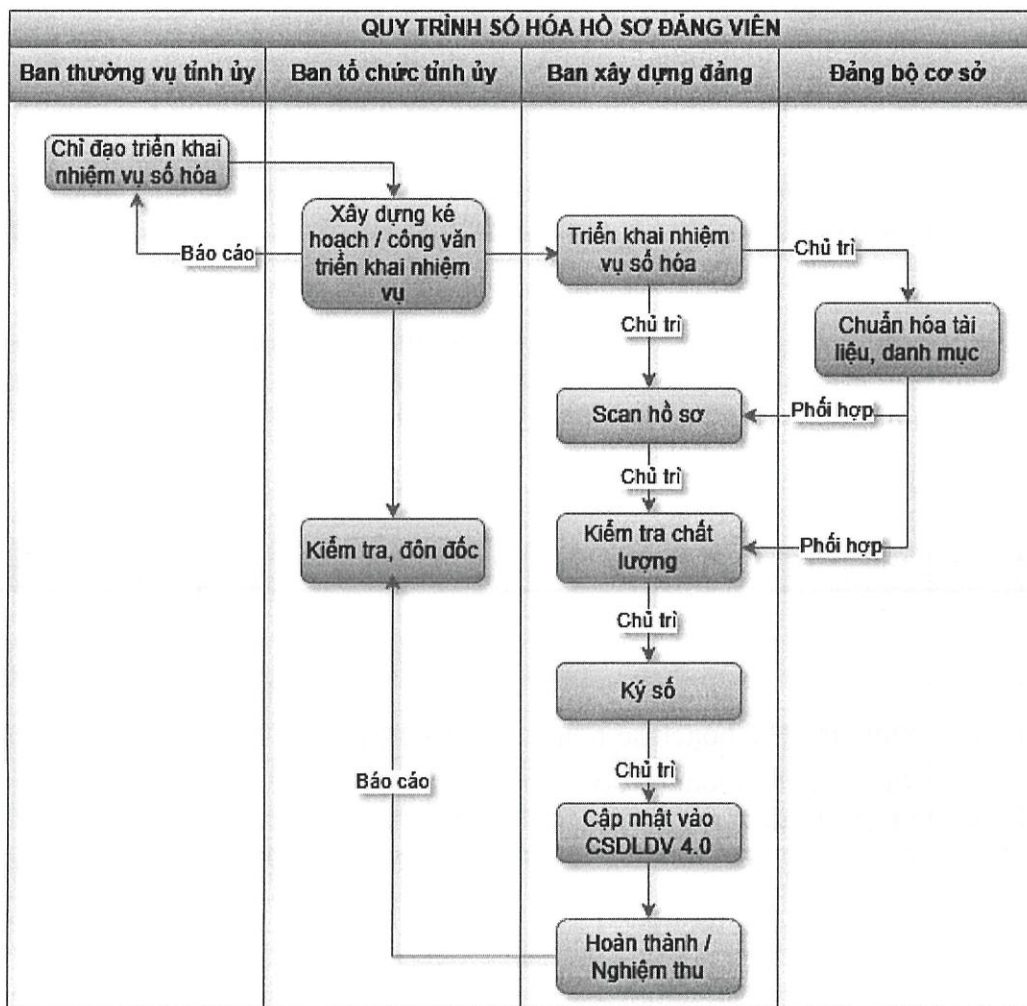 QUY TRÌNH SỐ HÓA HỒ SƠ ĐẢNG VIÊN
Ban thường vụ tỉnh ủy
Ban tổ chức tỉnh ủy
Ban xây dựng đảng
Đảng bộ cơ sở
Chỉ đạo triển khai
nhiệm vụ số hóa
Báo cáo
Xây dựng kế
hoạch / công văn
triển khai nhiệm
vụ
Triển khai nhiệm
vụ số hóa
Chủ trì
Chuẩn hóa tài
liệu, danh mục
Chủ trì
Scan hồ sơ
Phối hợp
Chủ trì
Kiểm tra, đôn đốc
Kiểm tra chất
lượng
Phối hợp
Chủ trì
Ký số
Báo cáo
Chủ trì
Cập nhật vào
CSDLDV 4.0
Hoàn thành /
Nghiệm thu